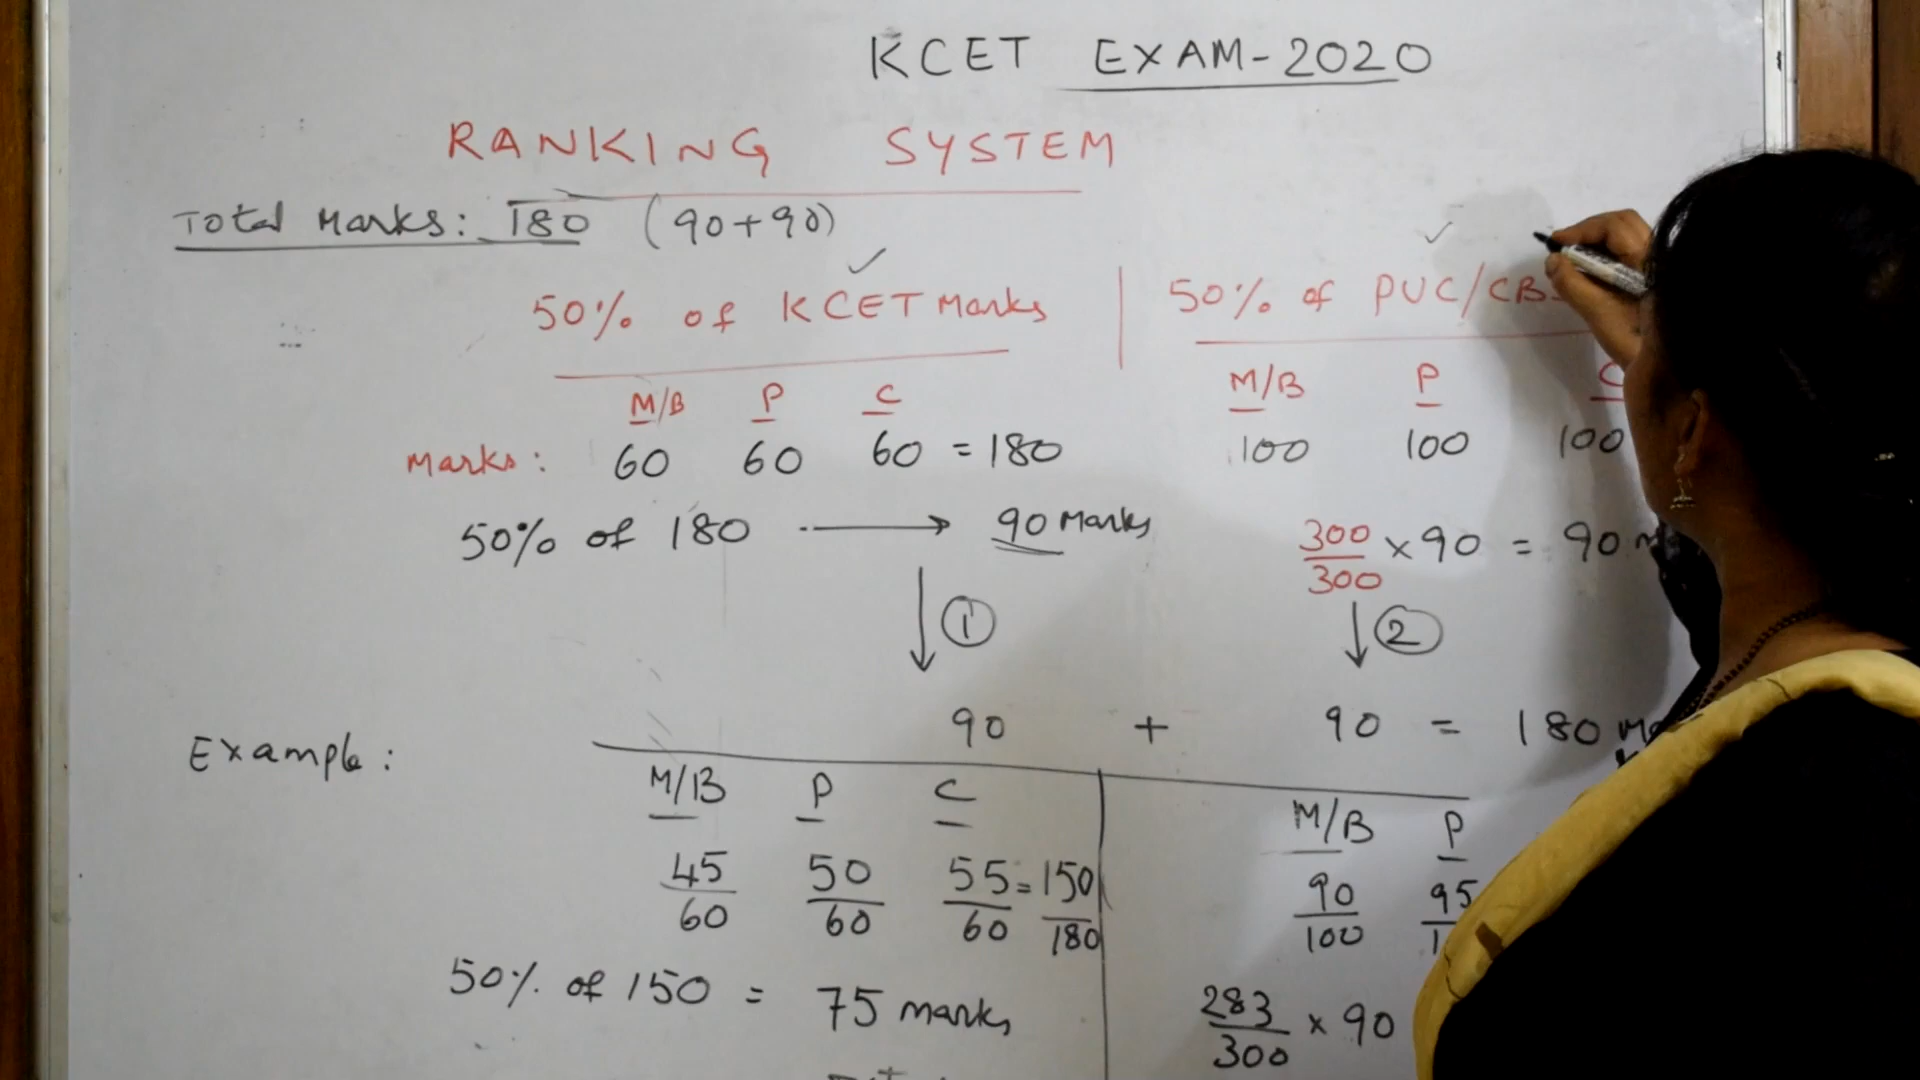 KCET EXAM-2020
RANKING SYSTEM
Total Marks: 180 (90+90)
50% of KCET Marks
50% of PUC/CBS
M/B P C
M/B P C
Marks: 60 60 60 = 180
100 100 100
50% of 180 → 90 Marks
300/300 × 90 = 90
↓ ①
↓ ②
90 + 90 = 180
Example:
M/B P C
M/B P
45/60 50/60 55/60 = 150/180
90/100 95
50% of 150 = 75 marks
283/300 × 90